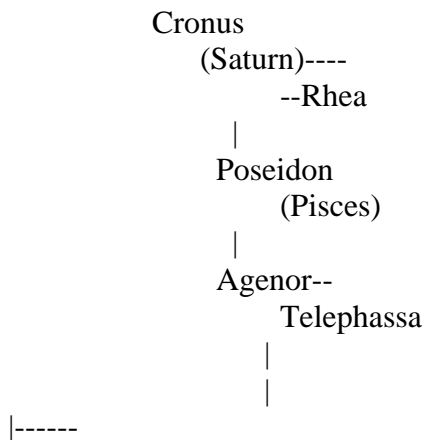 Cronus
(Saturn)----
--Rhea
|
Poseidon
(Pisces)
|
Agenor--
Telephassa
|
|
|------